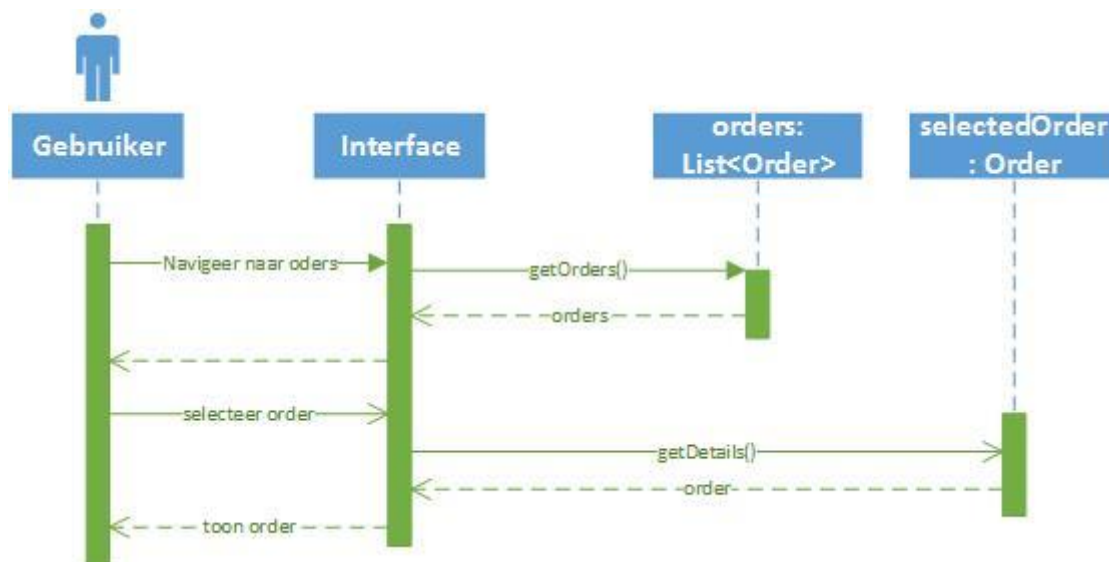 Gebruiker
Interface
orders:
List<Order>
selectedOrder
: Order
Navigeer naar oders
getOrders()
orders
selecteer order
getDetails()
order
toon order